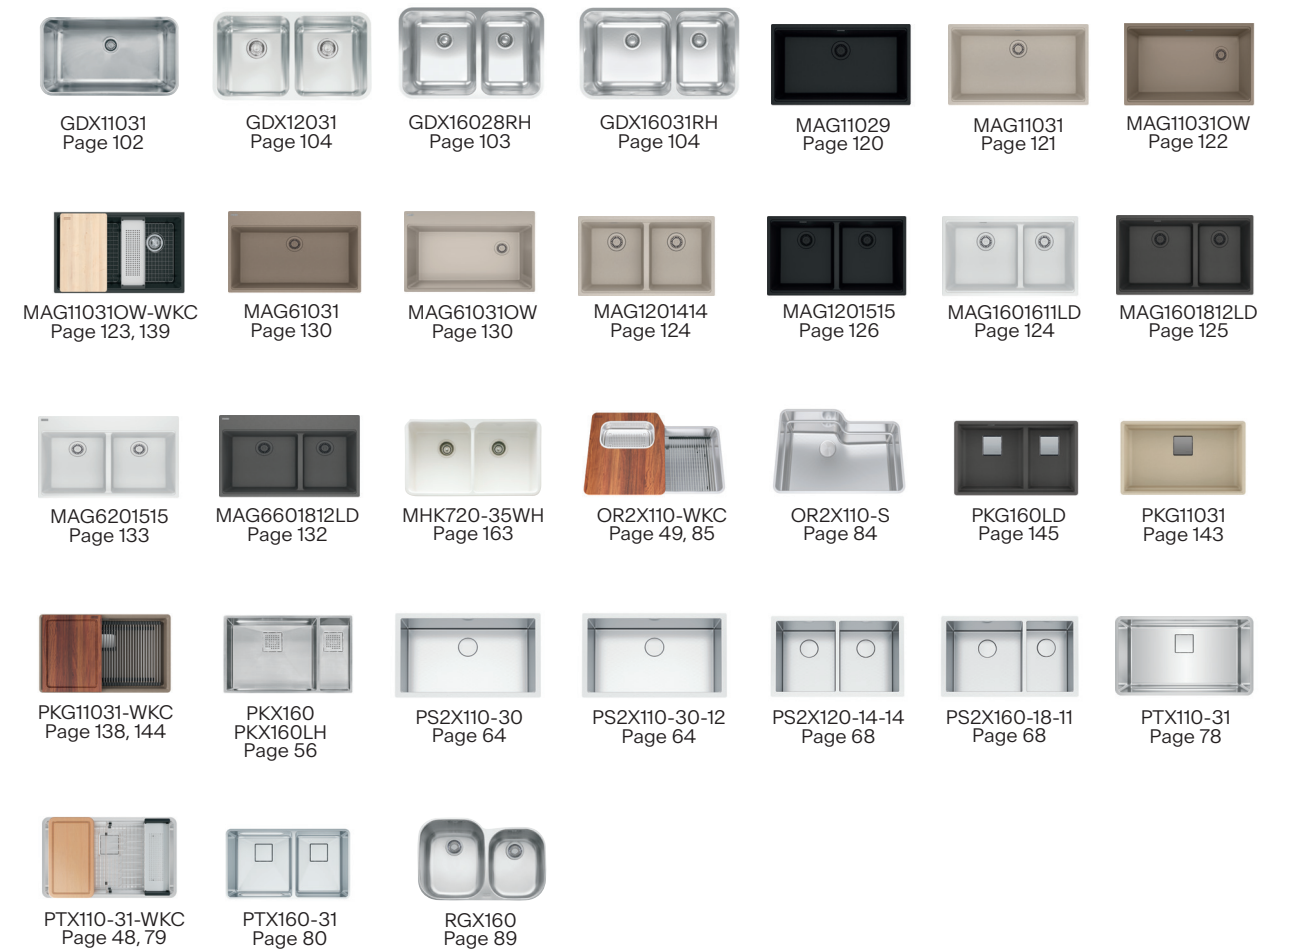 GDX11031
Page 102
GDX12031
Page 104
GDX16028RH
Page 103
GDX16031RH
Page 104
MAG11029
Page 120
MAG11031
Page 121
MAG11031OW
Page 122
MAG11031OW-WKC
Page 123, 139
MAG61031
Page 130
MAG61031OW
Page 130
MAG1201414
Page 124
MAG1201515
Page 126
MAG1601611LD
Page 124
MAG1601812LD
Page 125
MAG6201515
Page 133
MAG6601812LD
Page 132
MHK720-35WH
Page 163
OR2X110-WKC
Page 49, 85
OR2X110-S
Page 84
PKG160LD
Page 145
PKG11031
Page 143
PKG11031-WKC
Page 138, 144
PKX160
PKX160LH
Page 56
PS2X110-30
Page 64
PS2X110-30-12
Page 64
PS2X120-14-14
Page 68
PS2X160-18-11
Page 68
PTX110-31
Page 78
PTX110-31-WKC
Page 48, 79
PTX160-31
Page 80
RGX160
Page 89